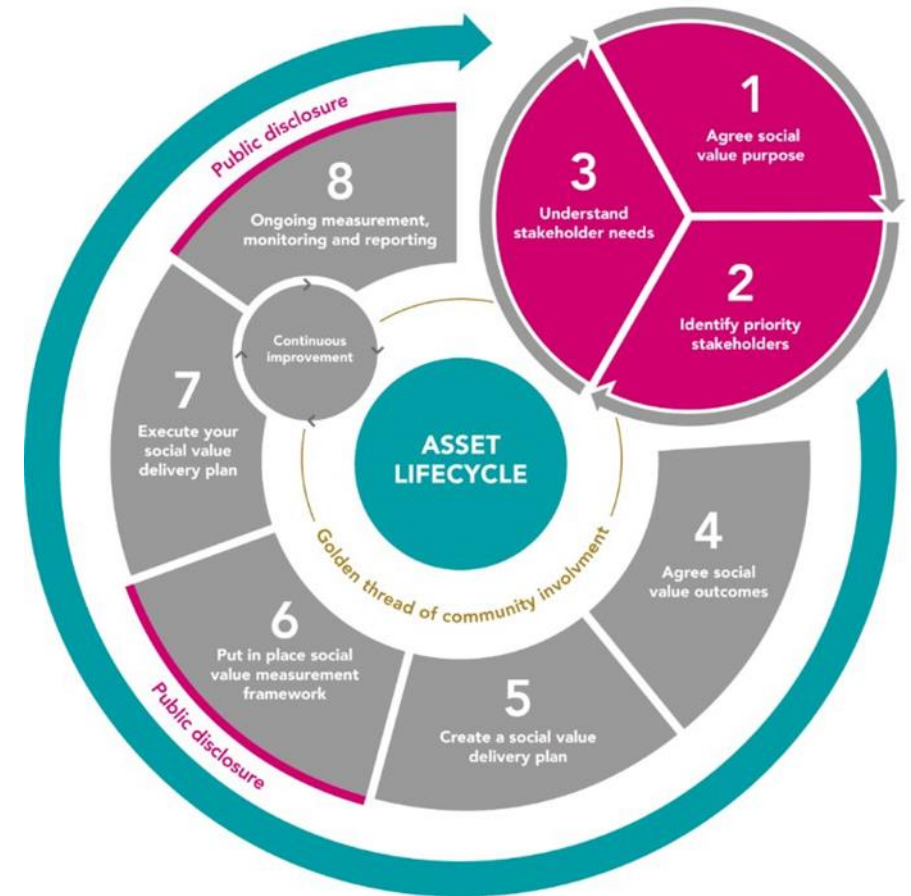 1
Agree social
value purpose
2
Identify priority
stakeholders
3
Understand
stakeholder needs
4
Agree social
value outcomes
5
Create a social value
delivery plan
6
Put in place social
value measurement
framework
Public disclosure
7
Execute your
social value
delivery plan
8
Ongoing measurement,
monitoring and reporting
Public disclosure
Continuous
improvement
ASSET
LIFECYCLE
Golden thread of community involvment